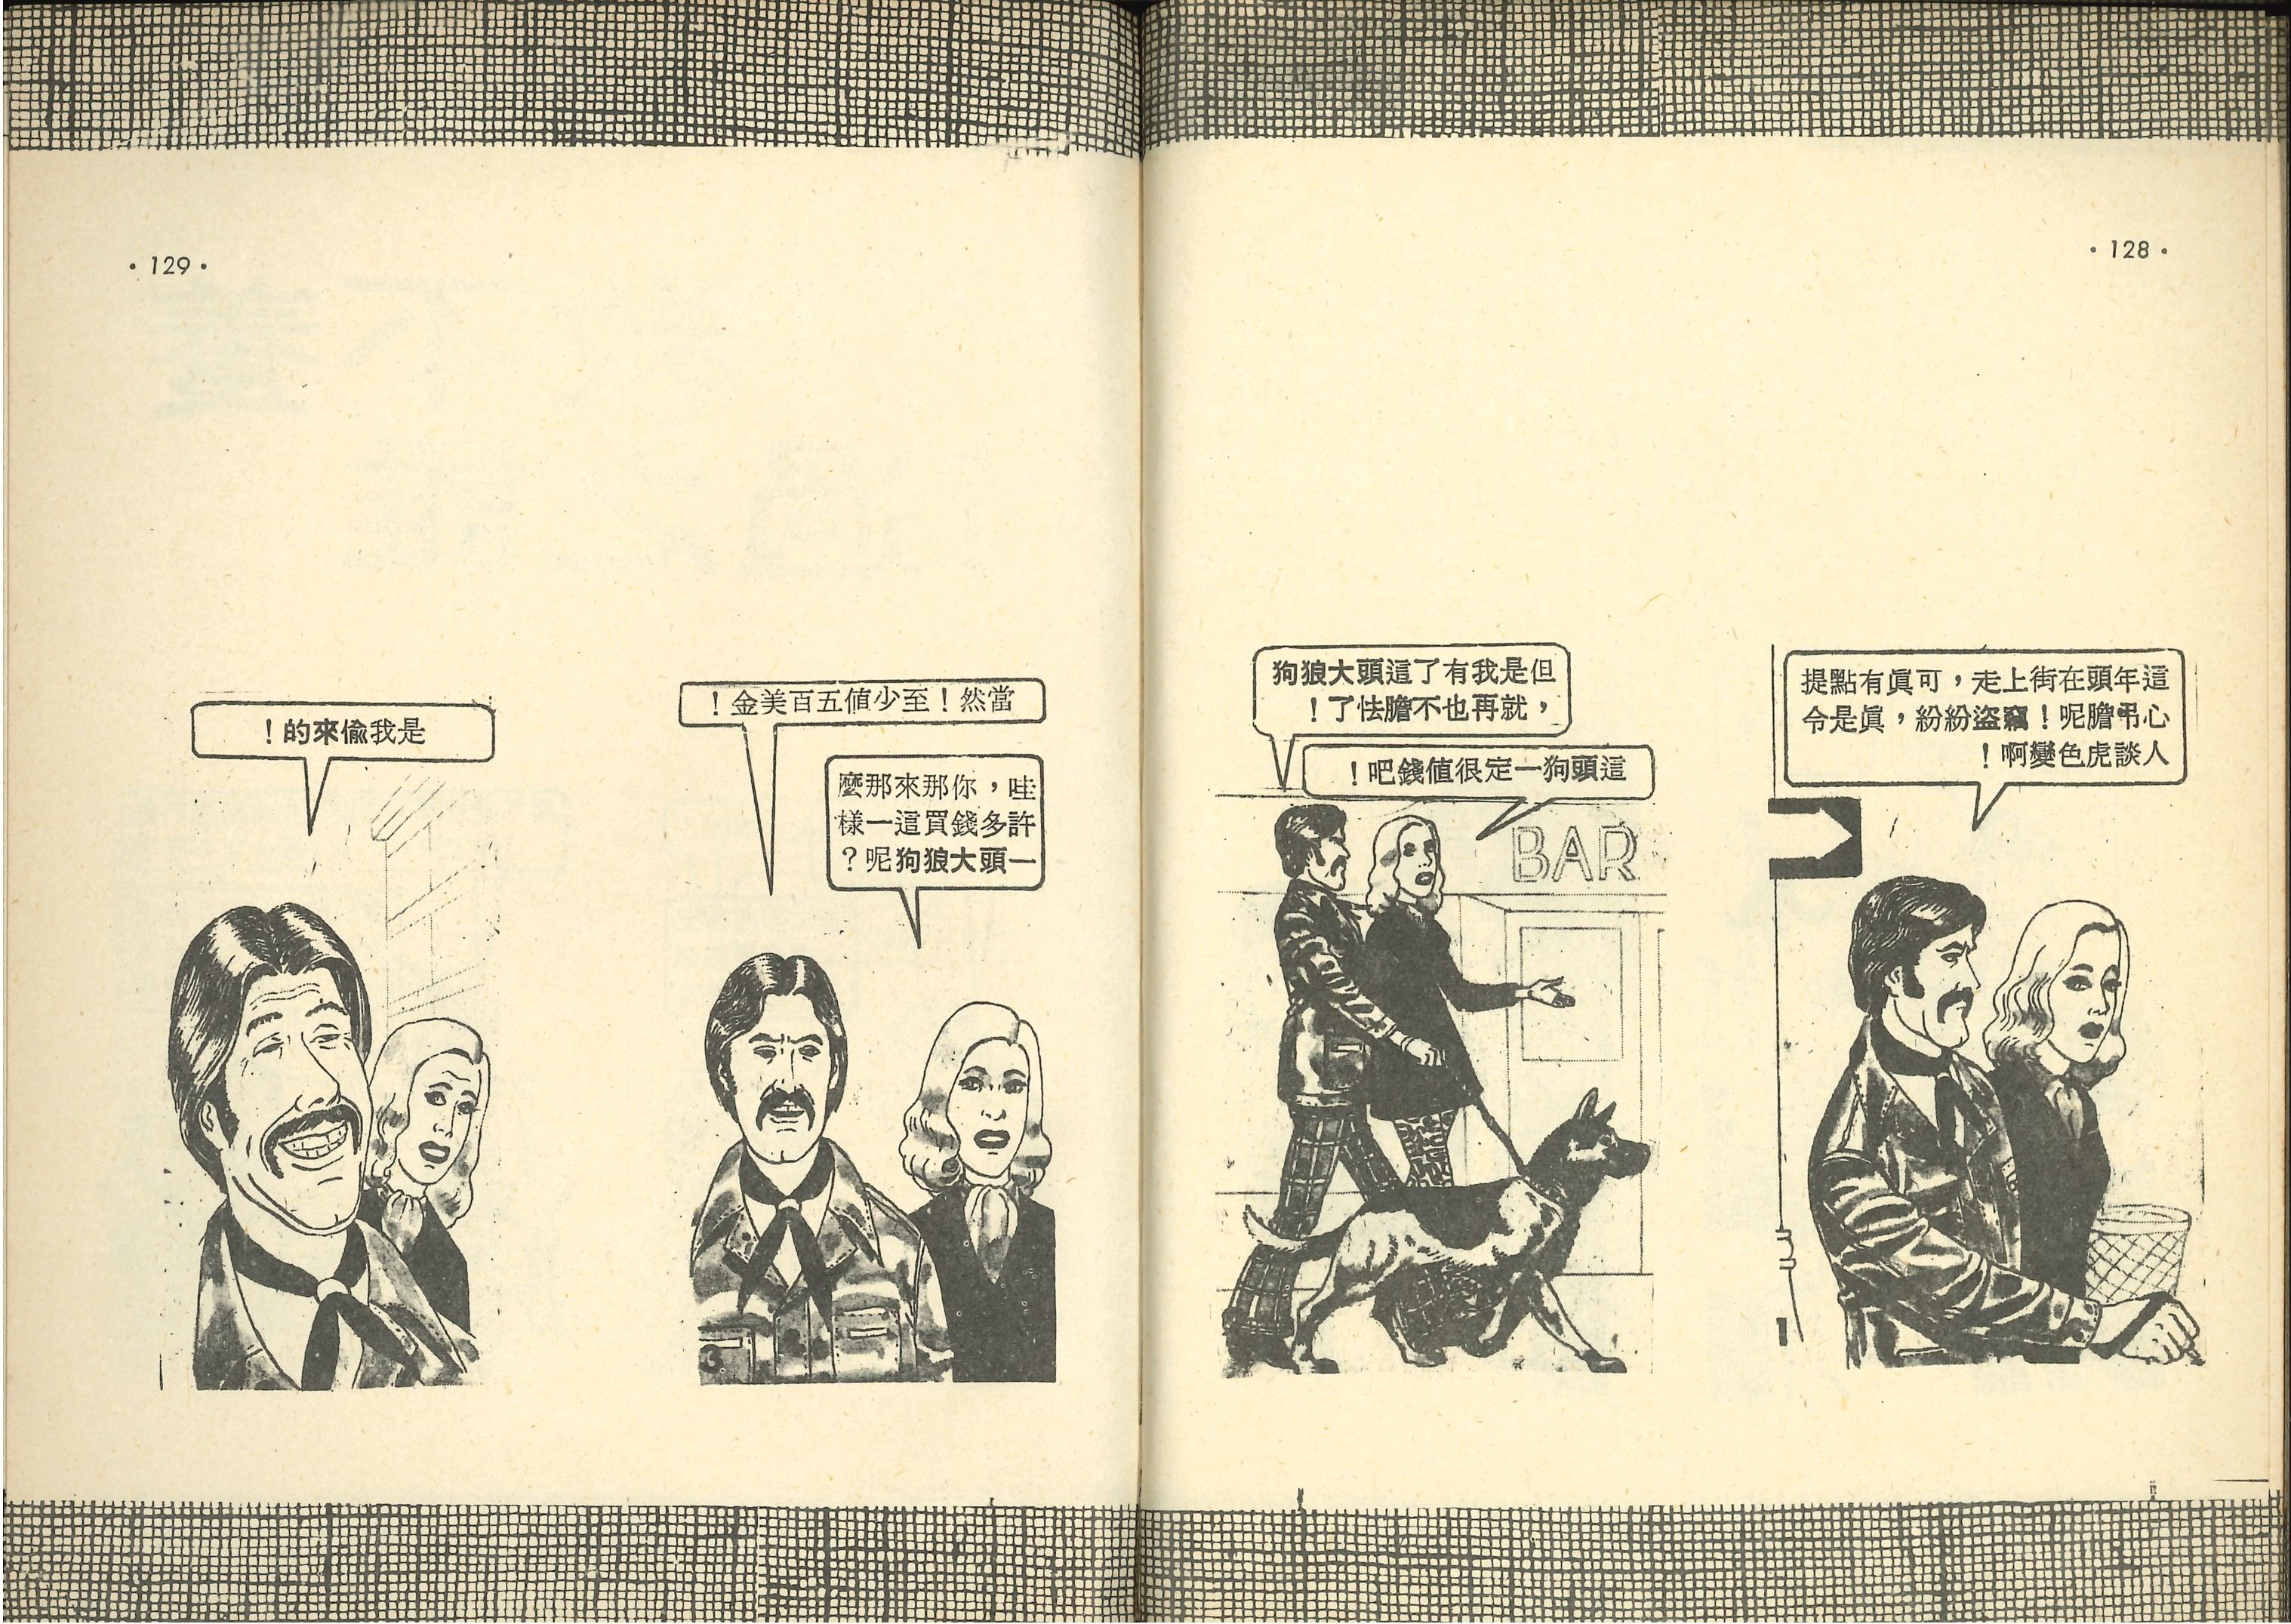 · 128 ·
這年頭在街上走，可眞有點提
心弔膽呢！竊盜紛紛，眞是令
人談虎色變啊！
但是我有了這頭大狼狗
，就再也不膽怯了！
這頭狗一定很值錢吧！
BAR
· 129 ·
當然！至少值五百美金！
哇，你那來那麼
許多錢買這一樣
一頭大狼狗呢？
3
是我偷來的！